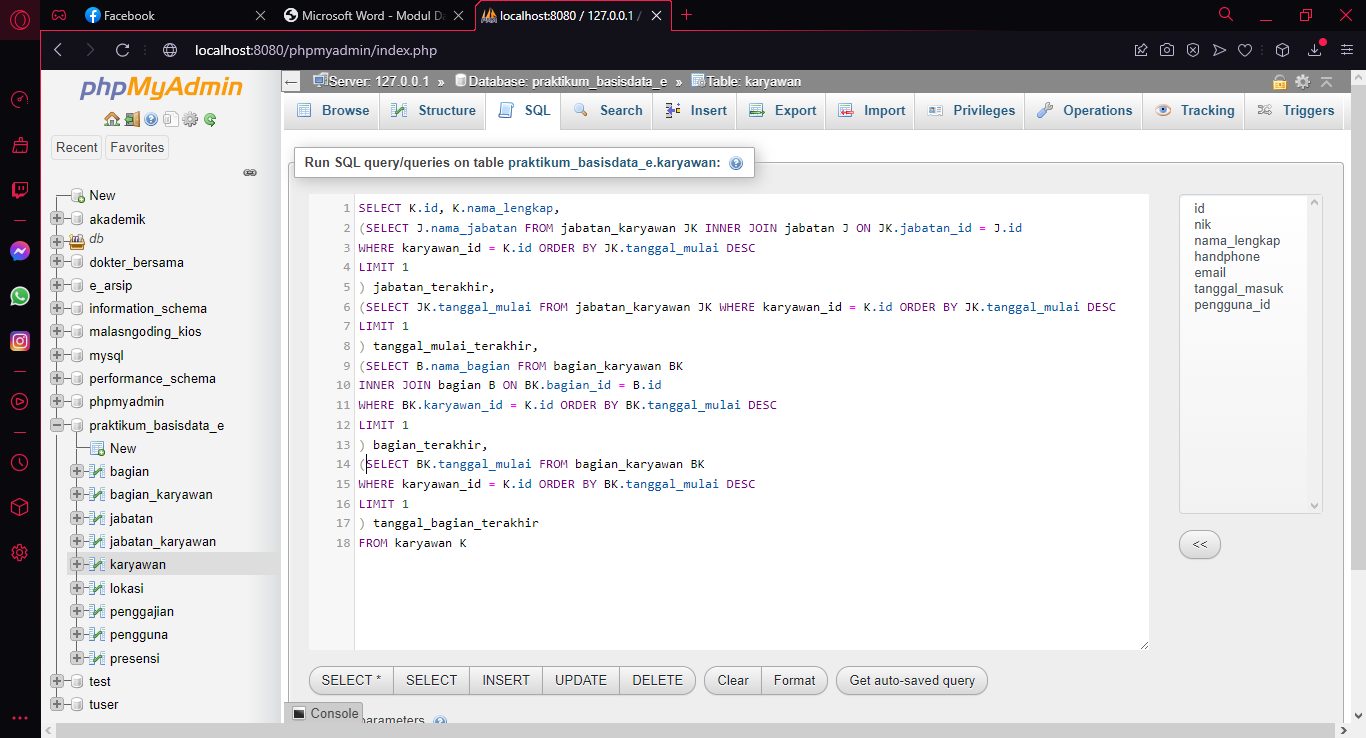 Facebook
Microsoft Word - Modul Da
localhost:8080 / 127.0.0.1 /
localhost:8080/phpmyadmin/index.php
phpMyAdmin
Recent
Favorites
New
akademik
db
dokter_bersama
e_arsip
information_schema
malasngoding_kios
mysql
performance_schema
phpmyadmin
praktikum_basisdata_e
New
bagian
bagian_karyawan
jabatan
jabatan_karyawan
karyawan
lokasi
penggajian
pengguna
presensi
test
tuser
Server: 127.0.0.1 » Database: praktikum_basisdata_e » Table: karyawan
Browse Structure SQL Search Insert Export Import Privileges Operations Tracking Triggers
Run SQL query/queries on table praktikum_basisdata_e.karyawan:
1 SELECT K.id, K.nama_lengkap,
2 (SELECT J.nama_jabatan FROM jabatan_karyawan JK INNER JOIN jabatan J ON JK.jabatan_id = J.id
3 WHERE karyawan_id = K.id ORDER BY JK.tanggal_mulai DESC
4 LIMIT 1
5 ) jabatan_terakhir,
6 (SELECT JK.tanggal_mulai FROM jabatan_karyawan JK WHERE karyawan_id = K.id ORDER BY JK.tanggal_mulai DESC
7 LIMIT 1
8 ) tanggal_mulai_terakhir,
9 (SELECT B.nama_bagian FROM bagian_karyawan BK
10 INNER JOIN bagian B ON BK.bagian_id = B.id
11 WHERE BK.karyawan_id = K.id ORDER BY BK.tanggal_mulai DESC
12 LIMIT 1
13 ) bagian_terakhir,
14 (SELECT BK.tanggal_mulai FROM bagian_karyawan BK
15 WHERE karyawan_id = K.id ORDER BY BK.tanggal_mulai DESC
16 LIMIT 1
17 ) tanggal_bagian_terakhir
18 FROM karyawan K
id
nik
nama_lengkap
handphone
email
tanggal_masuk
pengguna_id
<<
SELECT * SELECT INSERT UPDATE DELETE Clear Format Get auto-saved query
Console